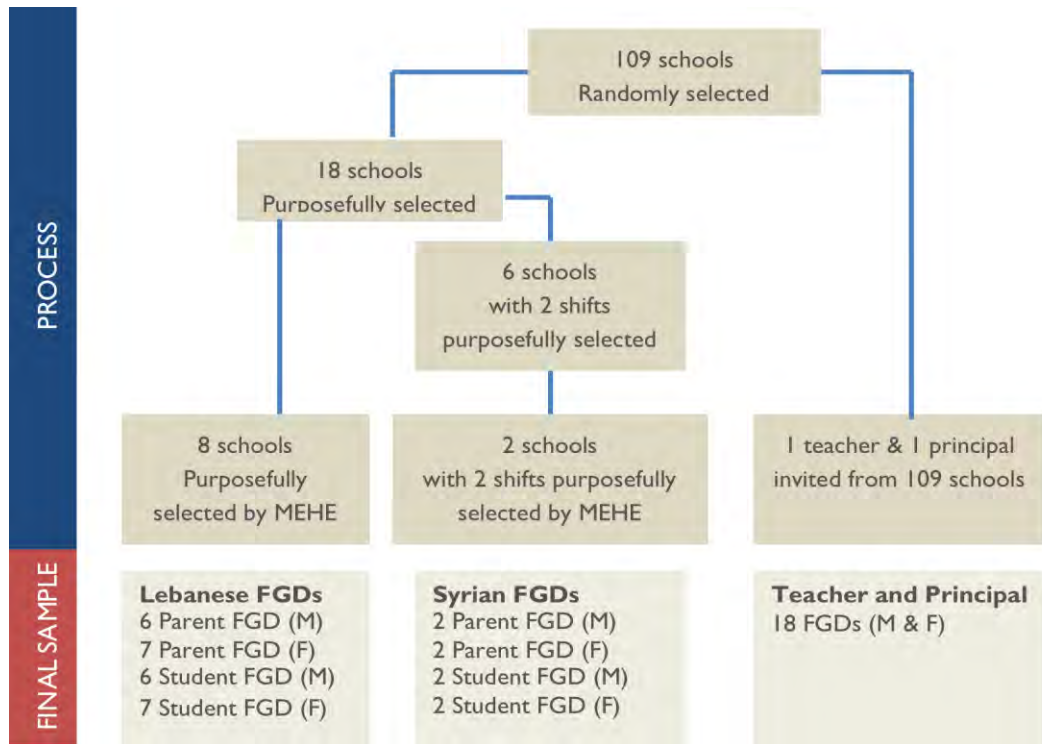 109 schools
Randomly selected
18 schools
Purposefully selected
6 schools
with 2 shifts
purposefully selected
PROCESS
8 schools
Purposefully
selected by MEHE
2 schools
with 2 shifts purposefully
selected by MEHE
1 teacher & 1 principal
invited from 109 schools
FINAL SAMPLE
Lebanese FGDs
6 Parent FGD (M)
7 Parent FGD (F)
6 Student FGD (M)
7 Student FGD (F)
Syrian FGDs
2 Parent FGD (M)
2 Parent FGD (F)
2 Student FGD (M)
2 Student FGD (F)
Teacher and Principal
18 FGDs (M & F)